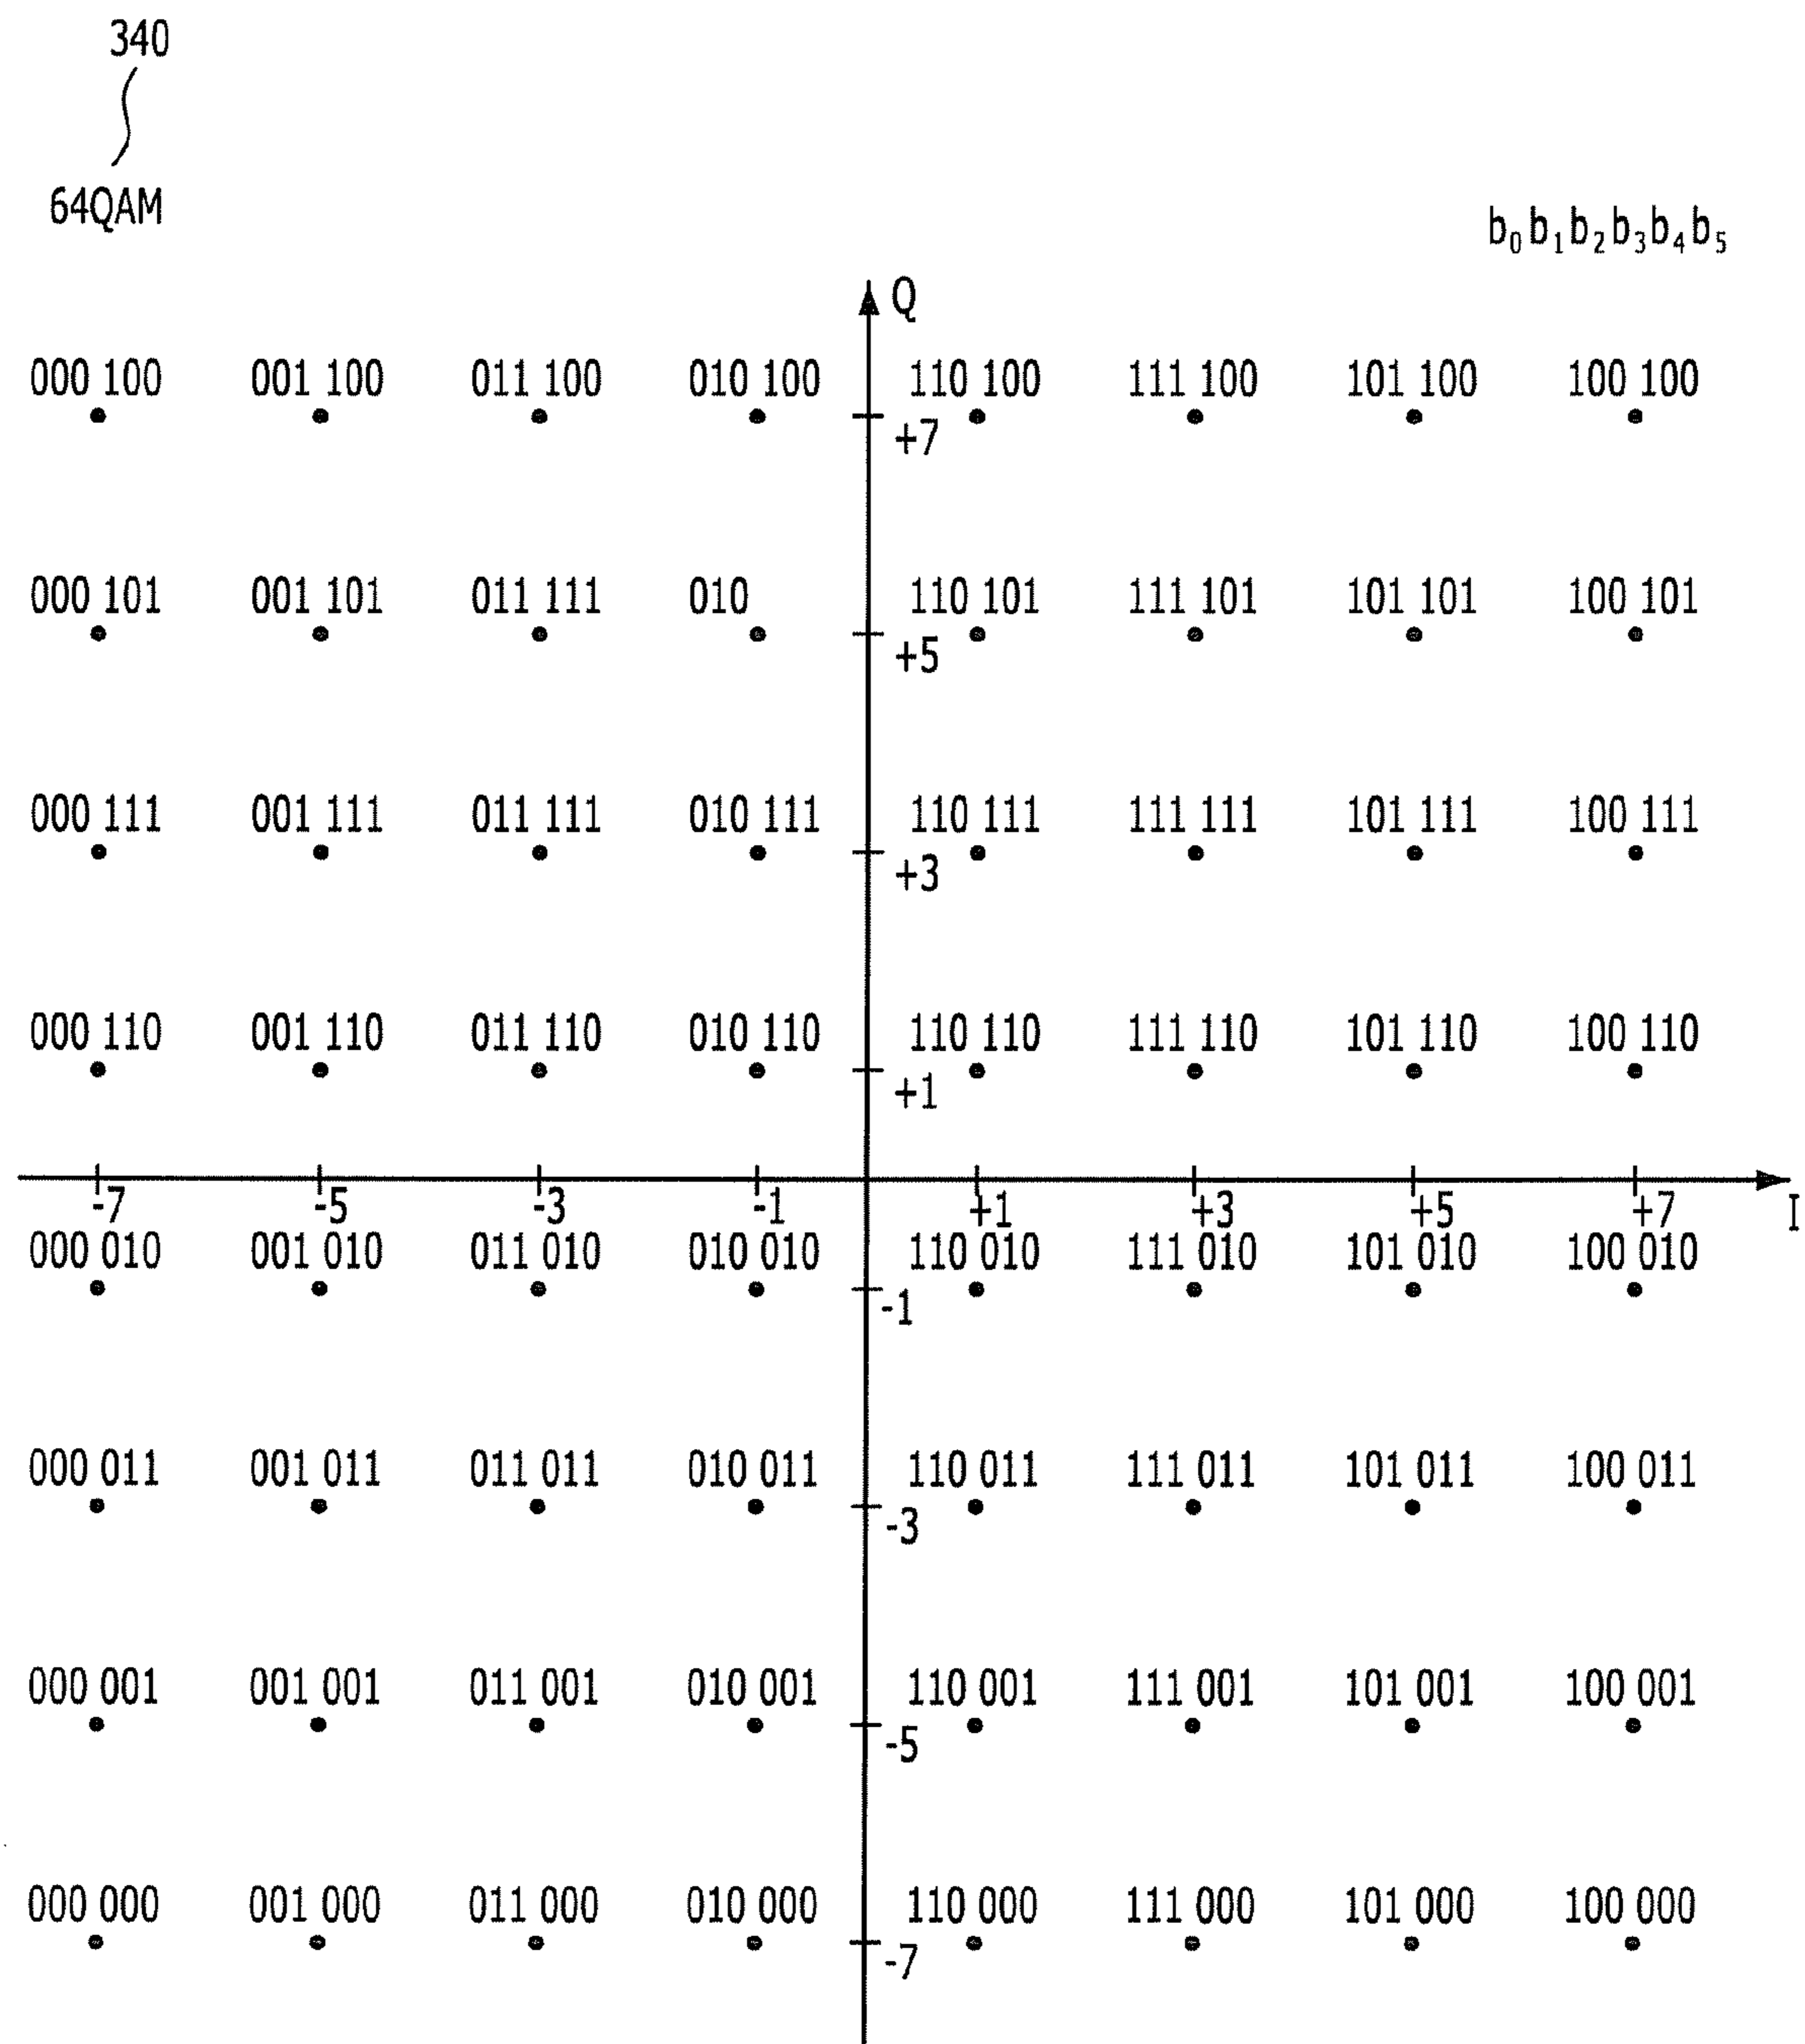 340
64QAM
b₀b₁b₂b₃b₄b₅
Q
000 100 001 100 011 100 010 100 110 100 111 100 101 100 100 100
+7
000 101 001 101 011 111 010 110 101 111 101 101 101 100 101
+5
000 111 001 111 011 111 010 111 110 111 111 111 101 111 100 111
+3
000 110 001 110 011 110 010 110 110 110 111 110 101 110 100 110
+1
-7 -5 -3 -1 +1 +3 +5 +7 I
000 010 001 010 011 010 010 010 110 010 111 010 101 010 100 010
-1
000 011 001 011 011 011 010 011 110 011 111 011 101 011 100 011
-3
000 001 001 001 011 001 010 001 110 001 111 001 101 001 100 001
-5
000 000 001 000 011 000 010 000 110 000 111 000 101 000 100 000
-7